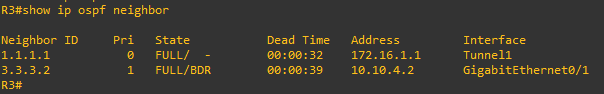 R3#show ip ospf neighbor
Neighbor ID     Pri   State           Dead Time   Address         Interface
1.1.1.1           0   FULL/  -        00:00:32    172.16.1.1      Tunnel1
3.3.3.2           1   FULL/BDR        00:00:39    10.10.4.2       GigabitEthernet0/1
R3#